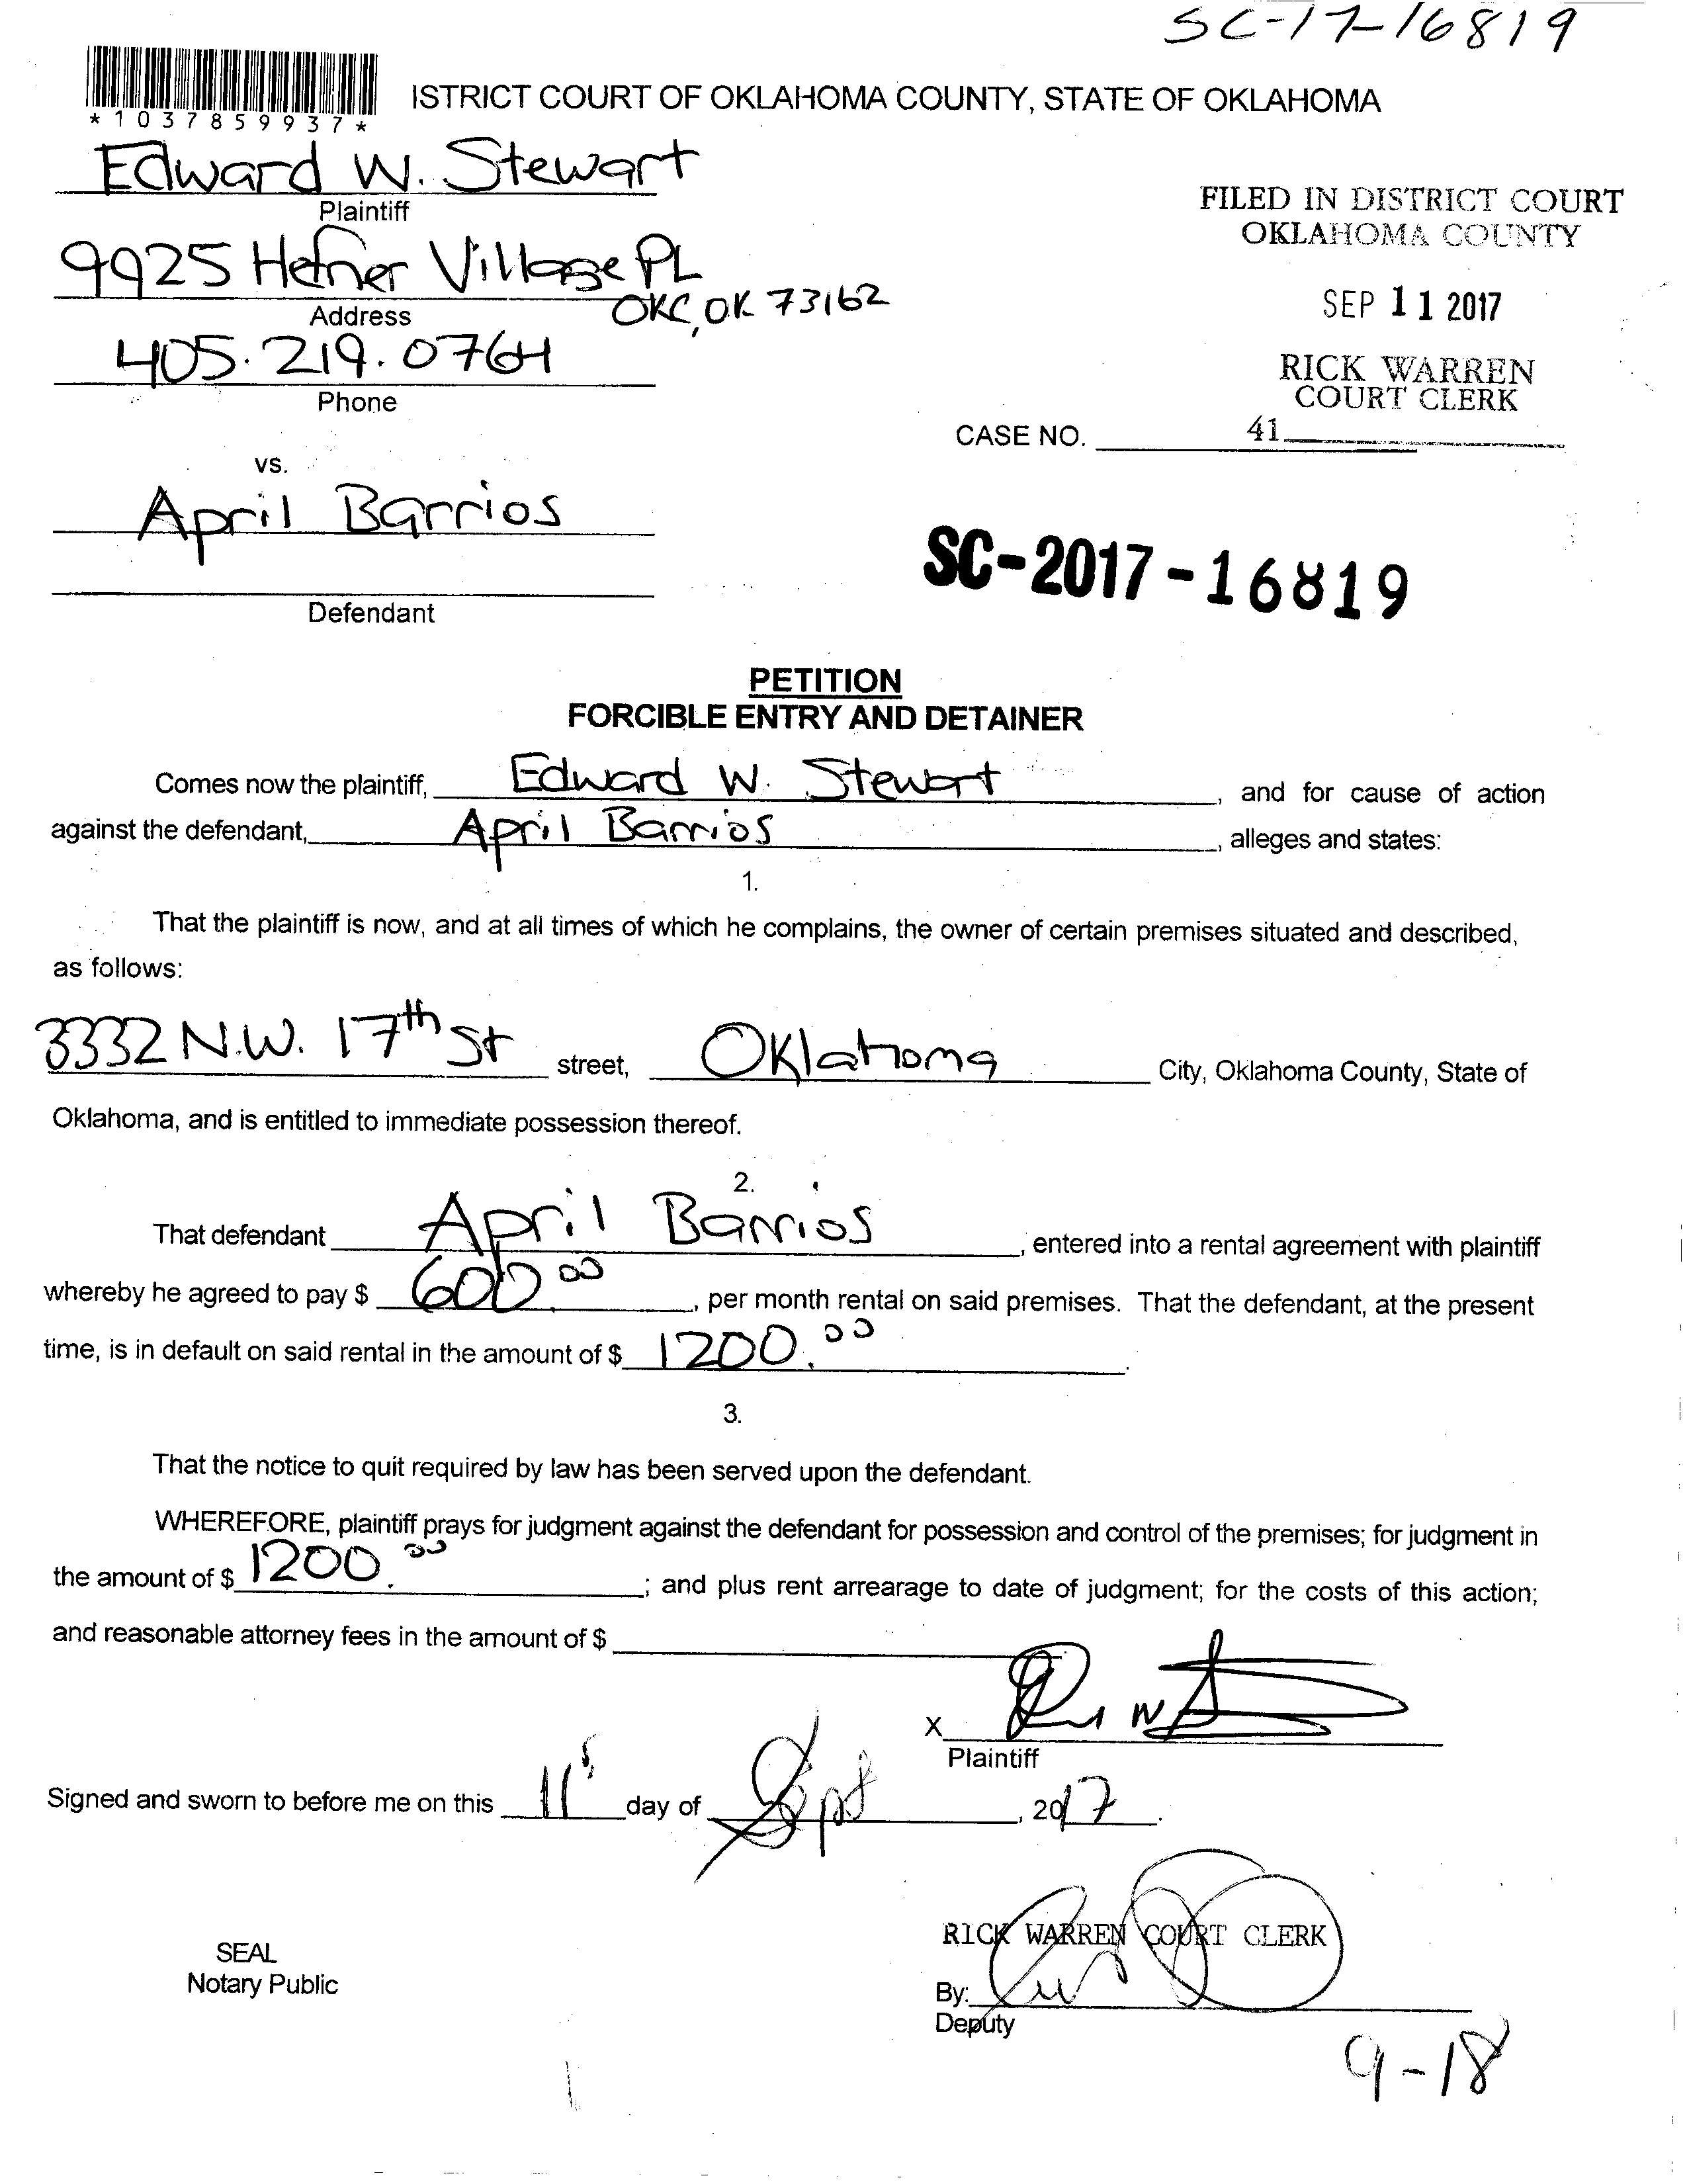 SC-17-16819
ISTRICT COURT OF OKLAHOMA COUNTY, STATE OF OKLAHOMA
*1037859937*
Edward W. Stewart
Plaintiff
FILED IN DISTRICT COURT
OKLAHOMA COUNTY
9925 Hefner Village PL
OKC, OK 73162
Address
SEP 11 2017
405.219.0764
Phone
RICK WARREN
COURT CLERK
CASE NO. 41
vs.
April Barrios
SC-2017-16819
Defendant
PETITION
FORCIBLE ENTRY AND DETAINER
Comes now the plaintiff, Edward W. Stewart, and for cause of action
against the defendant, April Barrios, alleges and states:
1.
That the plaintiff is now, and at all times of which he complains, the owner of certain premises situated and described,
as follows:
3332 N.W. 17th St street, Oklahoma City, Oklahoma County, State of
Oklahoma, and is entitled to immediate possession thereof.
2.
That defendant April Barrios, entered into a rental agreement with plaintiff
whereby he agreed to pay $ 600.00, per month rental on said premises. That the defendant, at the present
time, is in default on said rental in the amount of $ 1200.00.
3.
That the notice to quit required by law has been served upon the defendant.
WHEREFORE, plaintiff prays for judgment against the defendant for possession and control of the premises; for judgment in
the amount of $ 1200.00; and plus rent arrearage to date of judgment; for the costs of this action;
and reasonable attorney fees in the amount of $
X
Plaintiff
Signed and sworn to before me on this 11 day of Sept, 2017.
RICK WARREN COURT CLERK
SEAL
Notary Public
By:
Deputy
9-18